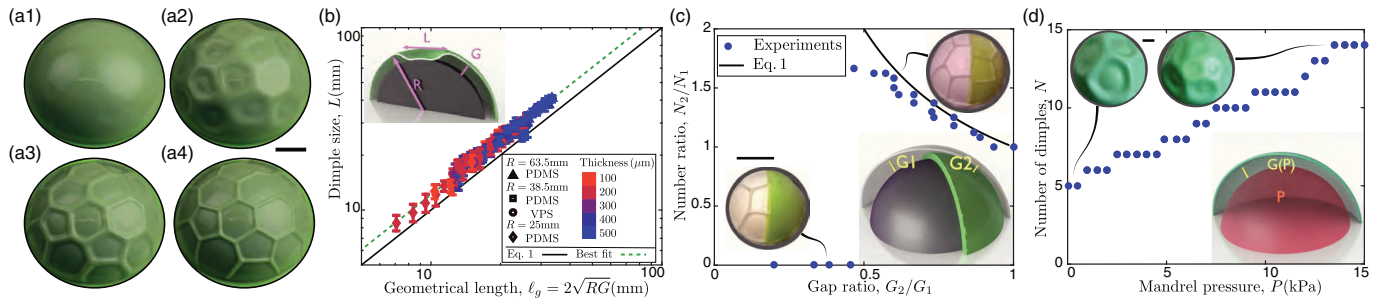 (a1)
(a2)
(a3)
(a4)
(b)
100
10
Dimple size, L(mm)
10
100
Geometrical length, ℓ_g = 2√RG(mm)
L
G
R
R = 63.5mm
PDMS
R = 38.5mm
PDMS
VPS
R = 25mm
PDMS
Thickness(μm)
100
200
300
400
500
Eq. 1
Best fit
(c)
2
1.5
1
0.5
0
Number ratio, N₂/N₁
Experiments
Eq. 1
G1
G2
0
0.5
1
Gap ratio, G₂/G₁
(d)
15
10
5
0
Number of dimples, N
G(P)
P
0
5
10
15
Mandrel pressure, P(kPa)